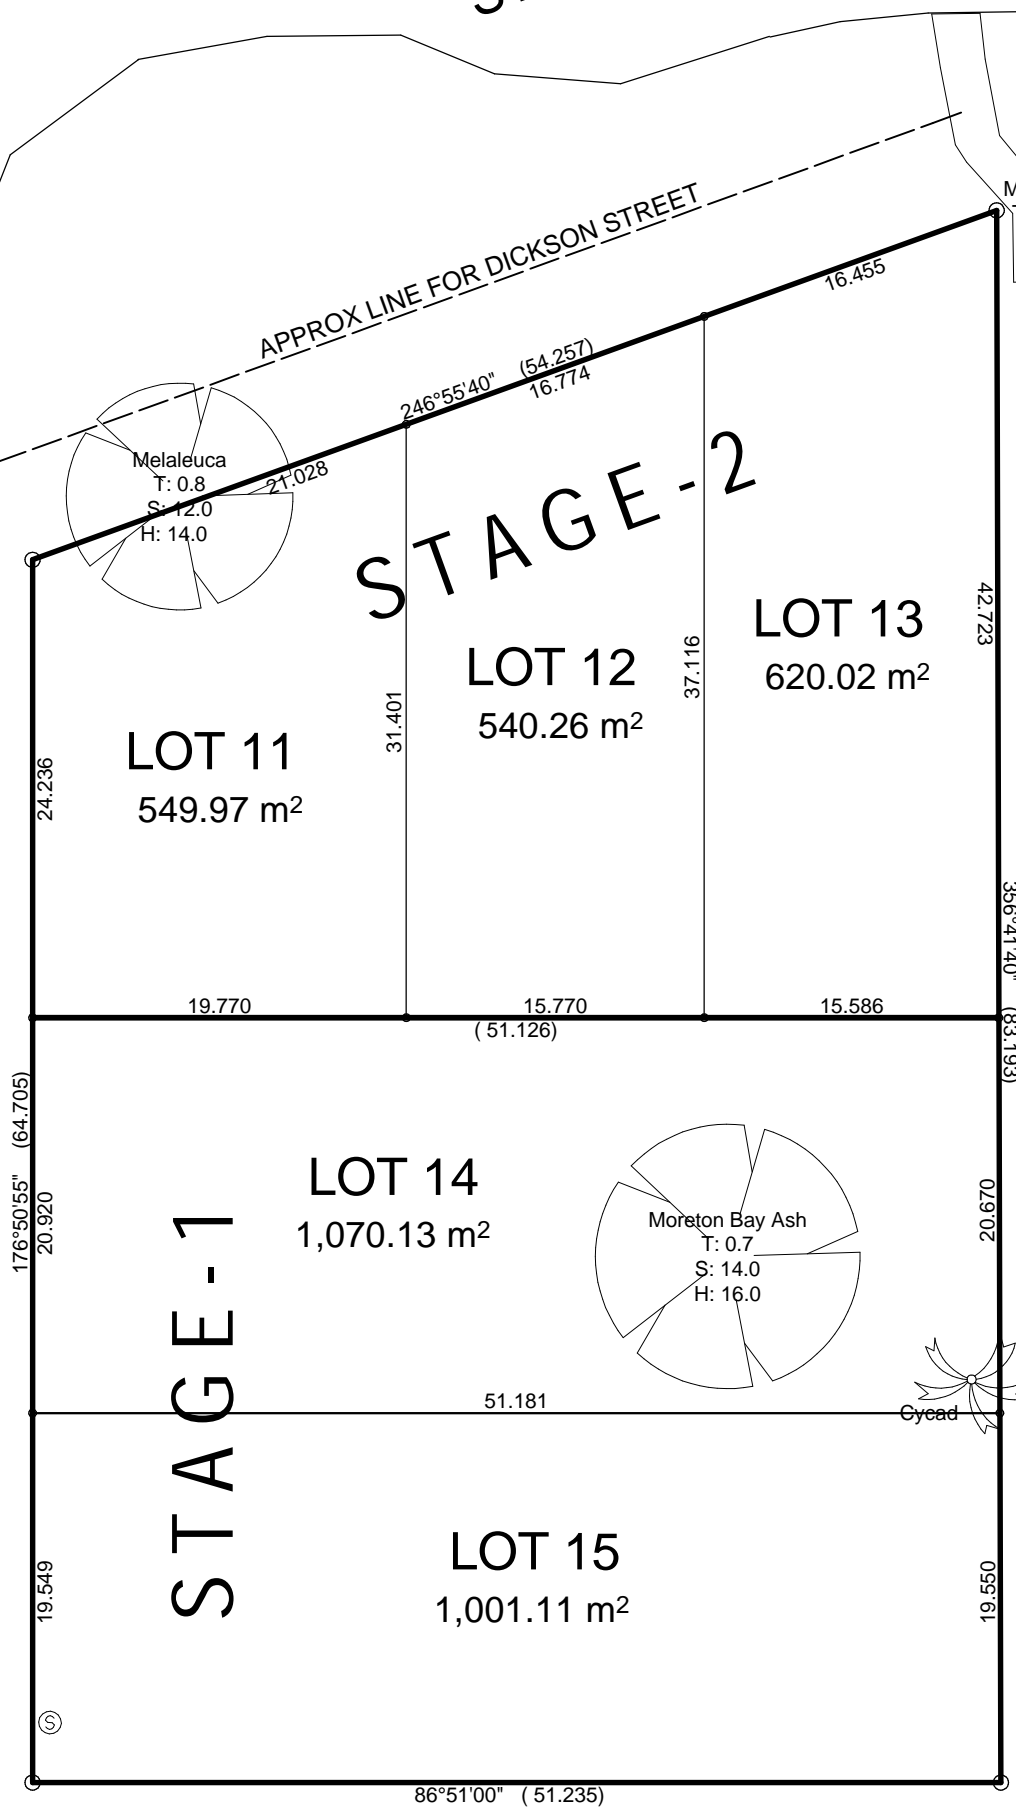 APPROX LINE FOR DICKSON STREET
16.455
246°55'40" (54.257)
16.774
21.028
Melaleuca
T: 0.8
S: 12.0
H: 14.0
STAGE-2
LOT 13
620.02 m²
42.723
LOT 12
540.26 m²
37.116
31.401
LOT 11
549.97 m²
24.236
356°41'40" (83.193)
19.770
15.770
15.586
( 51.126)
176°50'55" (64.705)
20.920
LOT 14
1,070.13 m²
Moreton Bay Ash
T: 0.7
S: 14.0
H: 16.0
20.670
STAGE-1
51.181
Cycad
LOT 15
1,001.11 m²
19.549
19.550
S
86°51'00" ( 51.235)